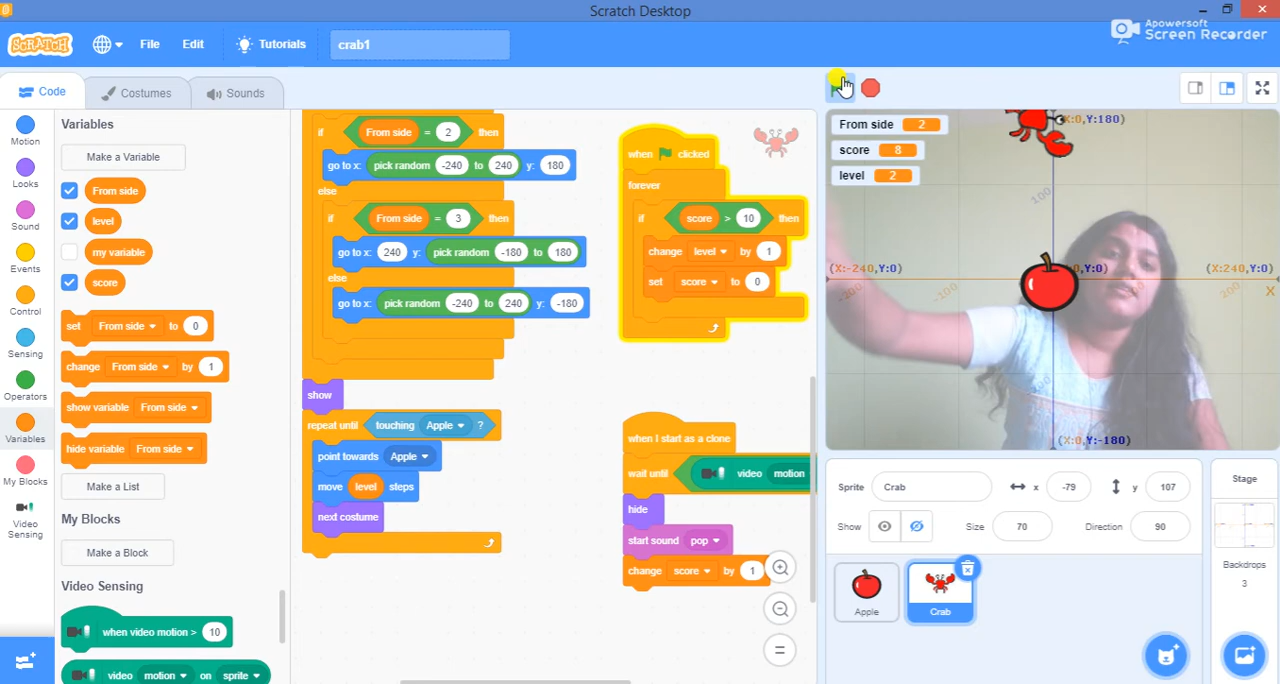 Scratch Desktop
SCRATCH File Edit Tutorials crab1
Apowersoft
Screen Recorder
Code Costumes Sounds
Motion
Looks
Sound
Events
Control
Sensing
Operators
Variables
My Blocks
Video
Sensing
Variables
Make a Variable
From side
level
my variable
score
set From side to 0
change From side by 1
show variable From side
hide variable From side
Make a List
My Blocks
Make a Block
Video Sensing
when video motion > 10
video motion on sprite
if From side = 2 then
go to x: pick random -240 to 240 y: 180
else
if From side = 3 then
go to x: 240 y: pick random -180 to 180
else
go to x: pick random -240 to 240 y: -180
show
repeat until touching Apple ?
point towards Apple
move level steps
next costume
when clicked
forever
if score > 10 then
change level by 1
set score to 0
when I start as a clone
wait until video motion
hide
start sound pop
change score by 1
From side 2
score 8
level 2
(X:0,Y:180)
100
(X:-240,Y:0)
,Y:0)
(X:240,Y:0)
-200
-100
200
X
(X:0,Y:-180)
Sprite Crab x -79 y 107
Show Size 70 Direction 90
Apple
Crab
Stage
Backdrops
3